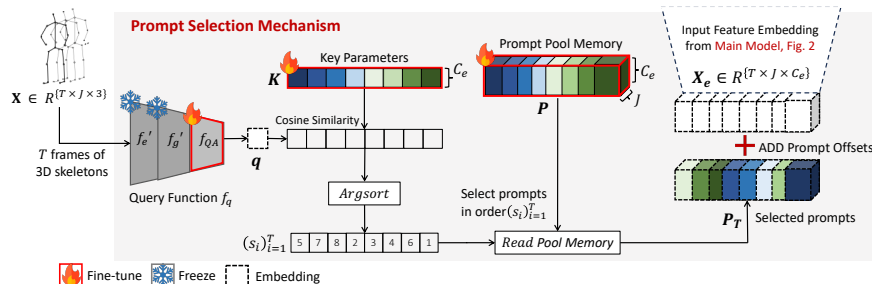 Prompt Selection Mechanism
Input Feature Embedding
from Main Model, Fig. 2
X_e ∈ R^{T × J × C_e}
Key Parameters
K
C_e
Prompt Pool Memory
C_e
J
P
X ∈ R^{T × J × 3}
T frames of
3D skeletons
f_e'
f_g'
f_QA
Query Function f_q
q
Cosine Similarity
ADD Prompt Offsets
Argsort
Select prompts
in order (s_i)_{i=1}^T
P_T
Selected prompts
(s_i)_{i=1}^T
5 7 8 2 3 4 6 1
Read Pool Memory
Fine-tune
Freeze
Embedding